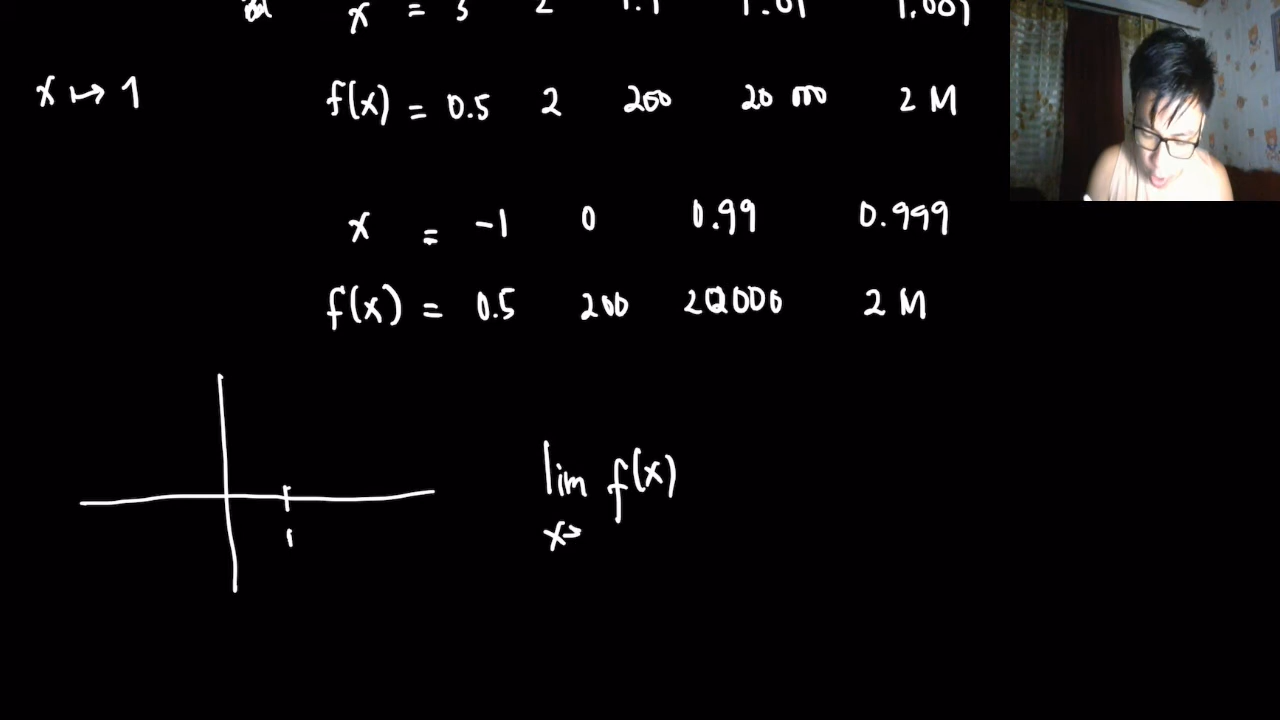 x = 3 2 1.1 1.01 1.001
x ↦ 1
f(x) = 0.5 2 200 20 000 2 M
x = -1 0 0.99 0.999
f(x) = 0.5 200 20000 2 M
lim f(x)
x→
1